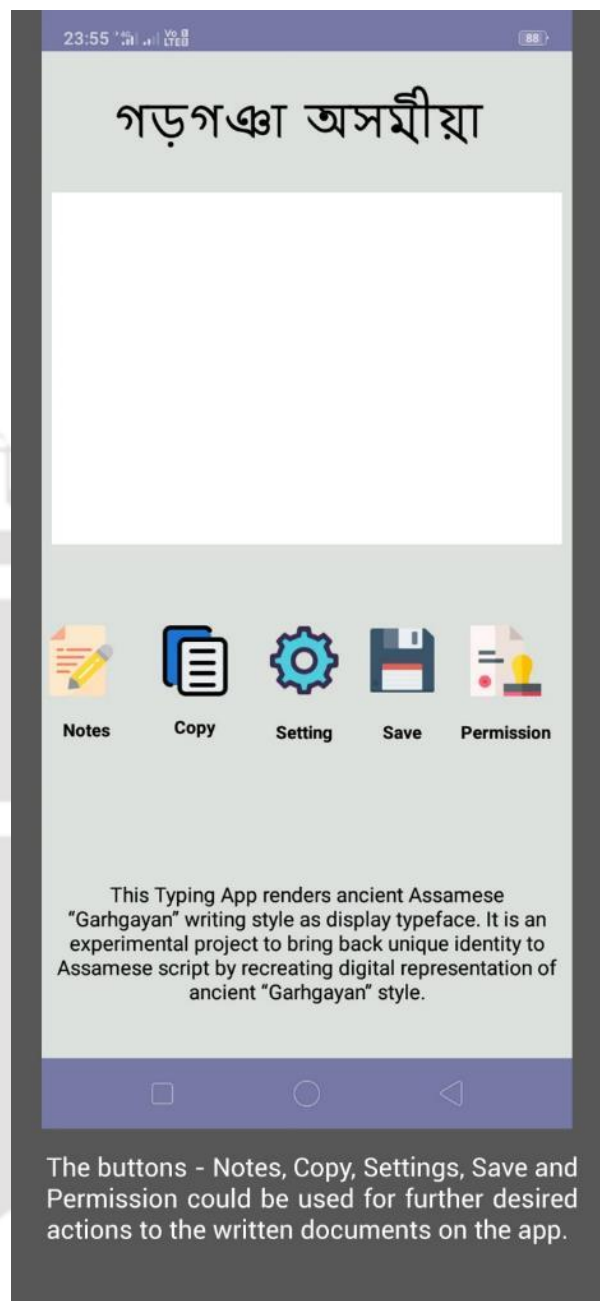 23:55 4G Vo LTE 88
গড়গঞা অসমীয়া
Notes Copy Setting Save Permission
This Typing App renders ancient Assamese
“Garhgayan” writing style as display typeface. It is an
experimental project to bring back unique identity to
Assamese script by recreating digital representation of
ancient “Garhgayan” style.
The buttons - Notes, Copy, Settings, Save and
Permission could be used for further desired
actions to the written documents on the app.